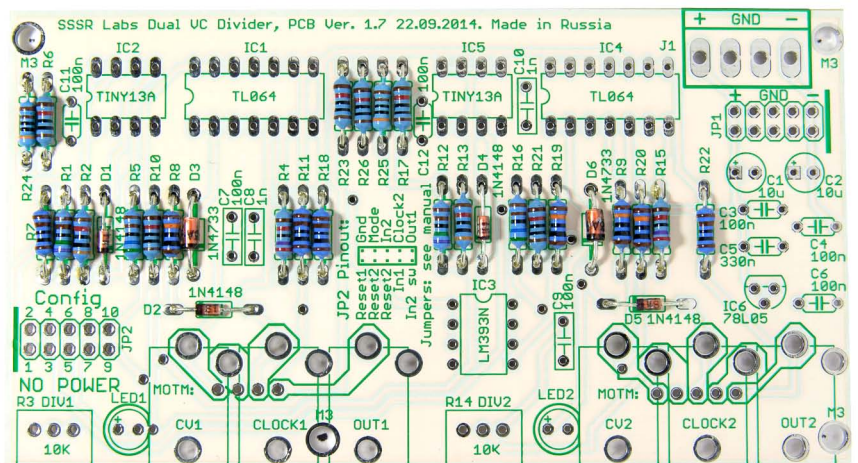 SSSR Labs Dual VC Divider, PCB Ver. 1.7 22.09.2014. Made in Russia
+ GND -
M3
R6
C11
100n
IC2
IC1
100n
IC5
C10
1n
IC4
J1
M3
TINY13A
TL064
TINY13A
TL064
+ GND -
JP1
R24
R1
R2
D1
R5
R10
R8
D3
C7
100n
C8
1n
R4
R11
R18
R23
R26
R25
R17
C12
R12
R13
D4
1N4148
R16
R21
R19
D6
1N4733
R9
R20
R15
R22
C1
10u
C2
10u
R7
1N4148
1N4733
JP2 Pinout:
Gnd
Mode
In2
Clock2
Out1
Reset1
Reset2
Reset2
In1
In2 sw
Jumpers: see manual
C3
100n
C5
330n
C4
100n
C6
100n
Config
2 4 6 8 10
JP2
1 3 5 7 9
NO POWER
D2
1N4148
IC3
LM393N
C9
100n
D5 1N4148
IC6
78L05
MOTM:
MOTM:
R3 DIV1
LED1
10K
CV1
CLOCK1
M3
OUT1
R14 DIV2
LED2
10K
CV2
CLOCK2
OUT2
M3